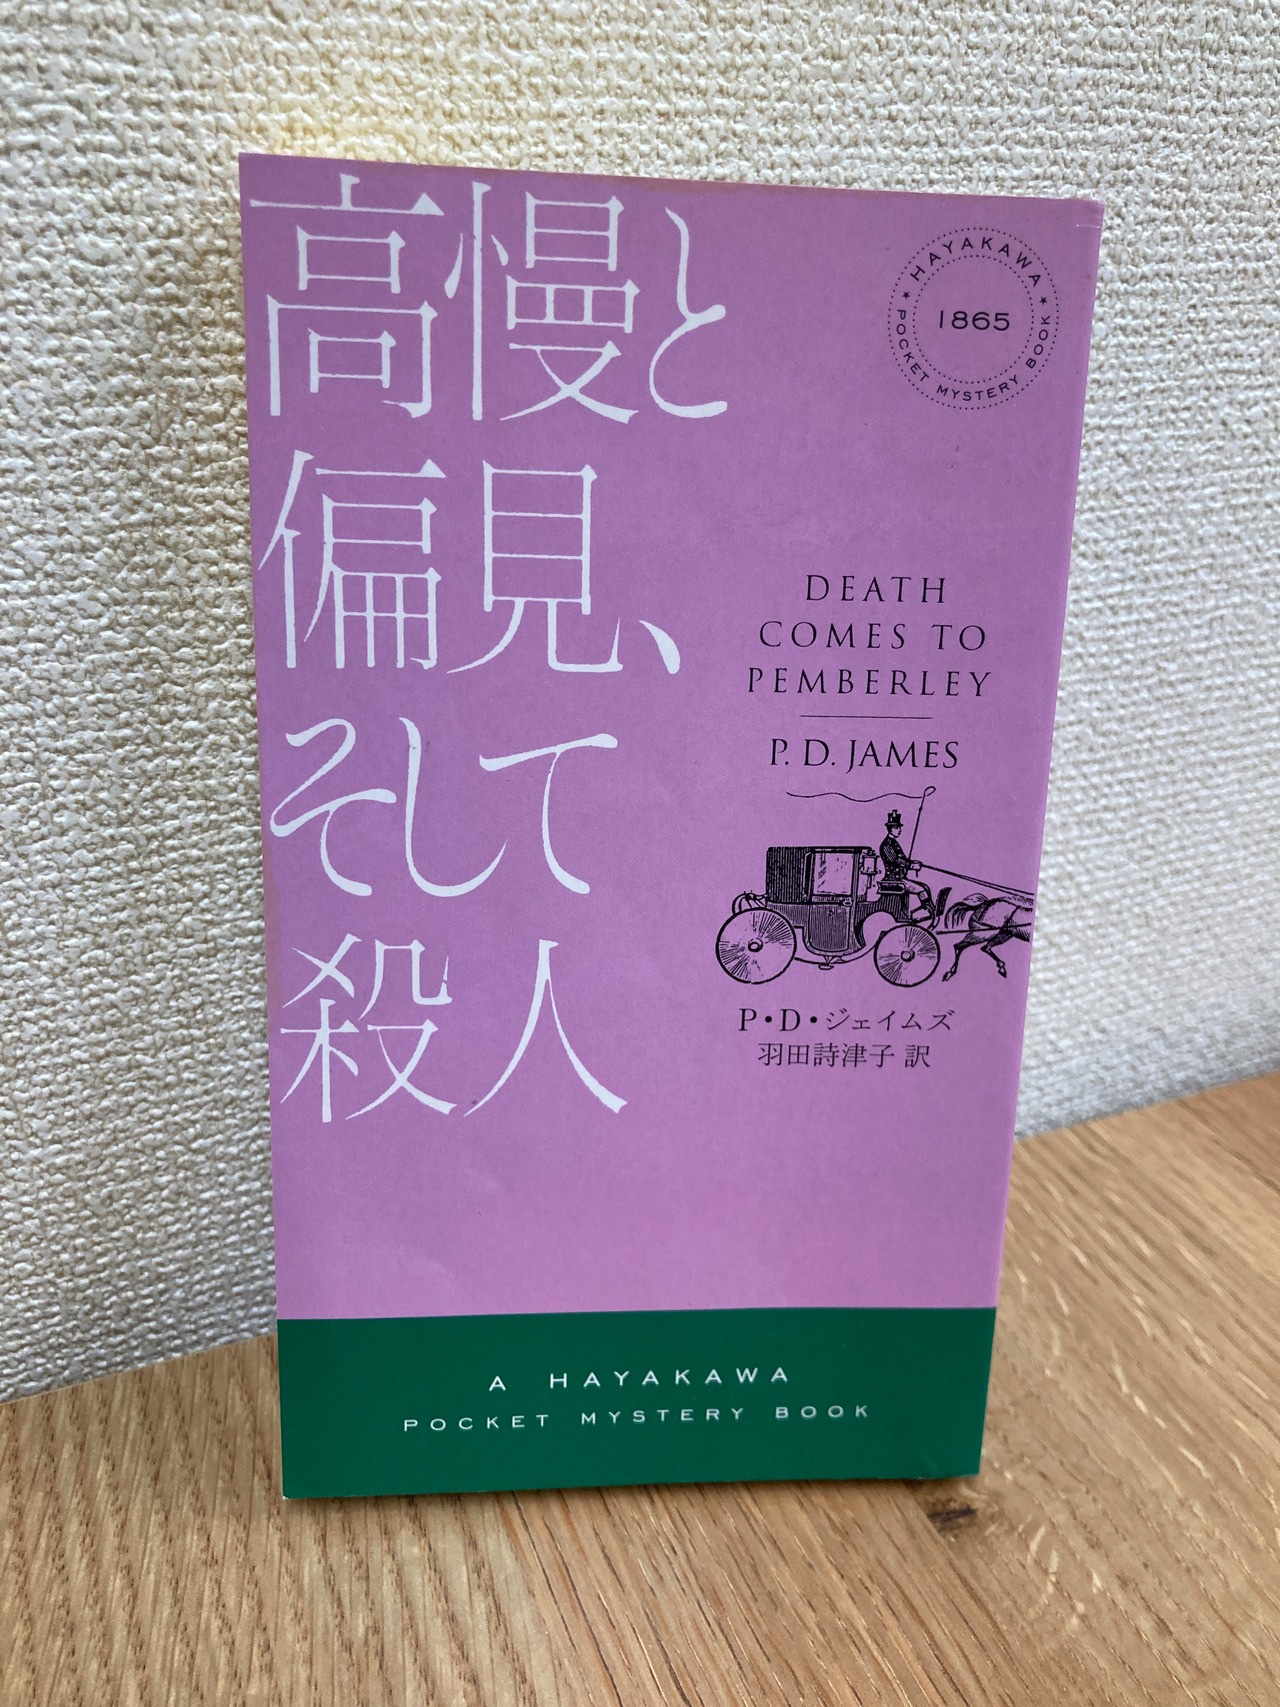 高慢と
偏見、
そして
殺人
HAYAKAWA
1865
POCKET MYSTERY BOOK
DEATH
COMES TO
PEMBERLEY
P. D. JAMES
P・D・ジェイムズ
羽田詩津子 訳
A HAYAKAWA
POCKET MYSTERY BOOK